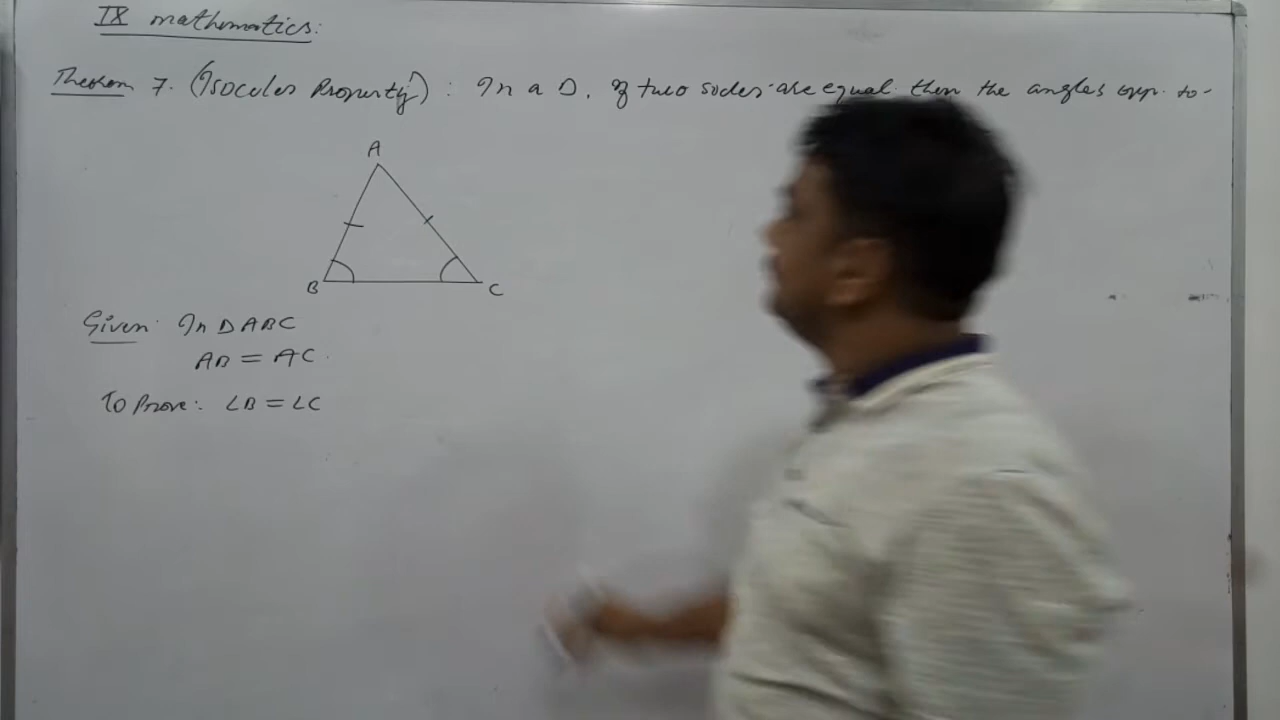 IX mathematics:
Theorem 7. (Isoceles Property) : In a Δ, if two sides are equal then the angles opp. to-
A
B
C
Given: In Δ ABC
AB = AC.
To Prove: ∠B = ∠C